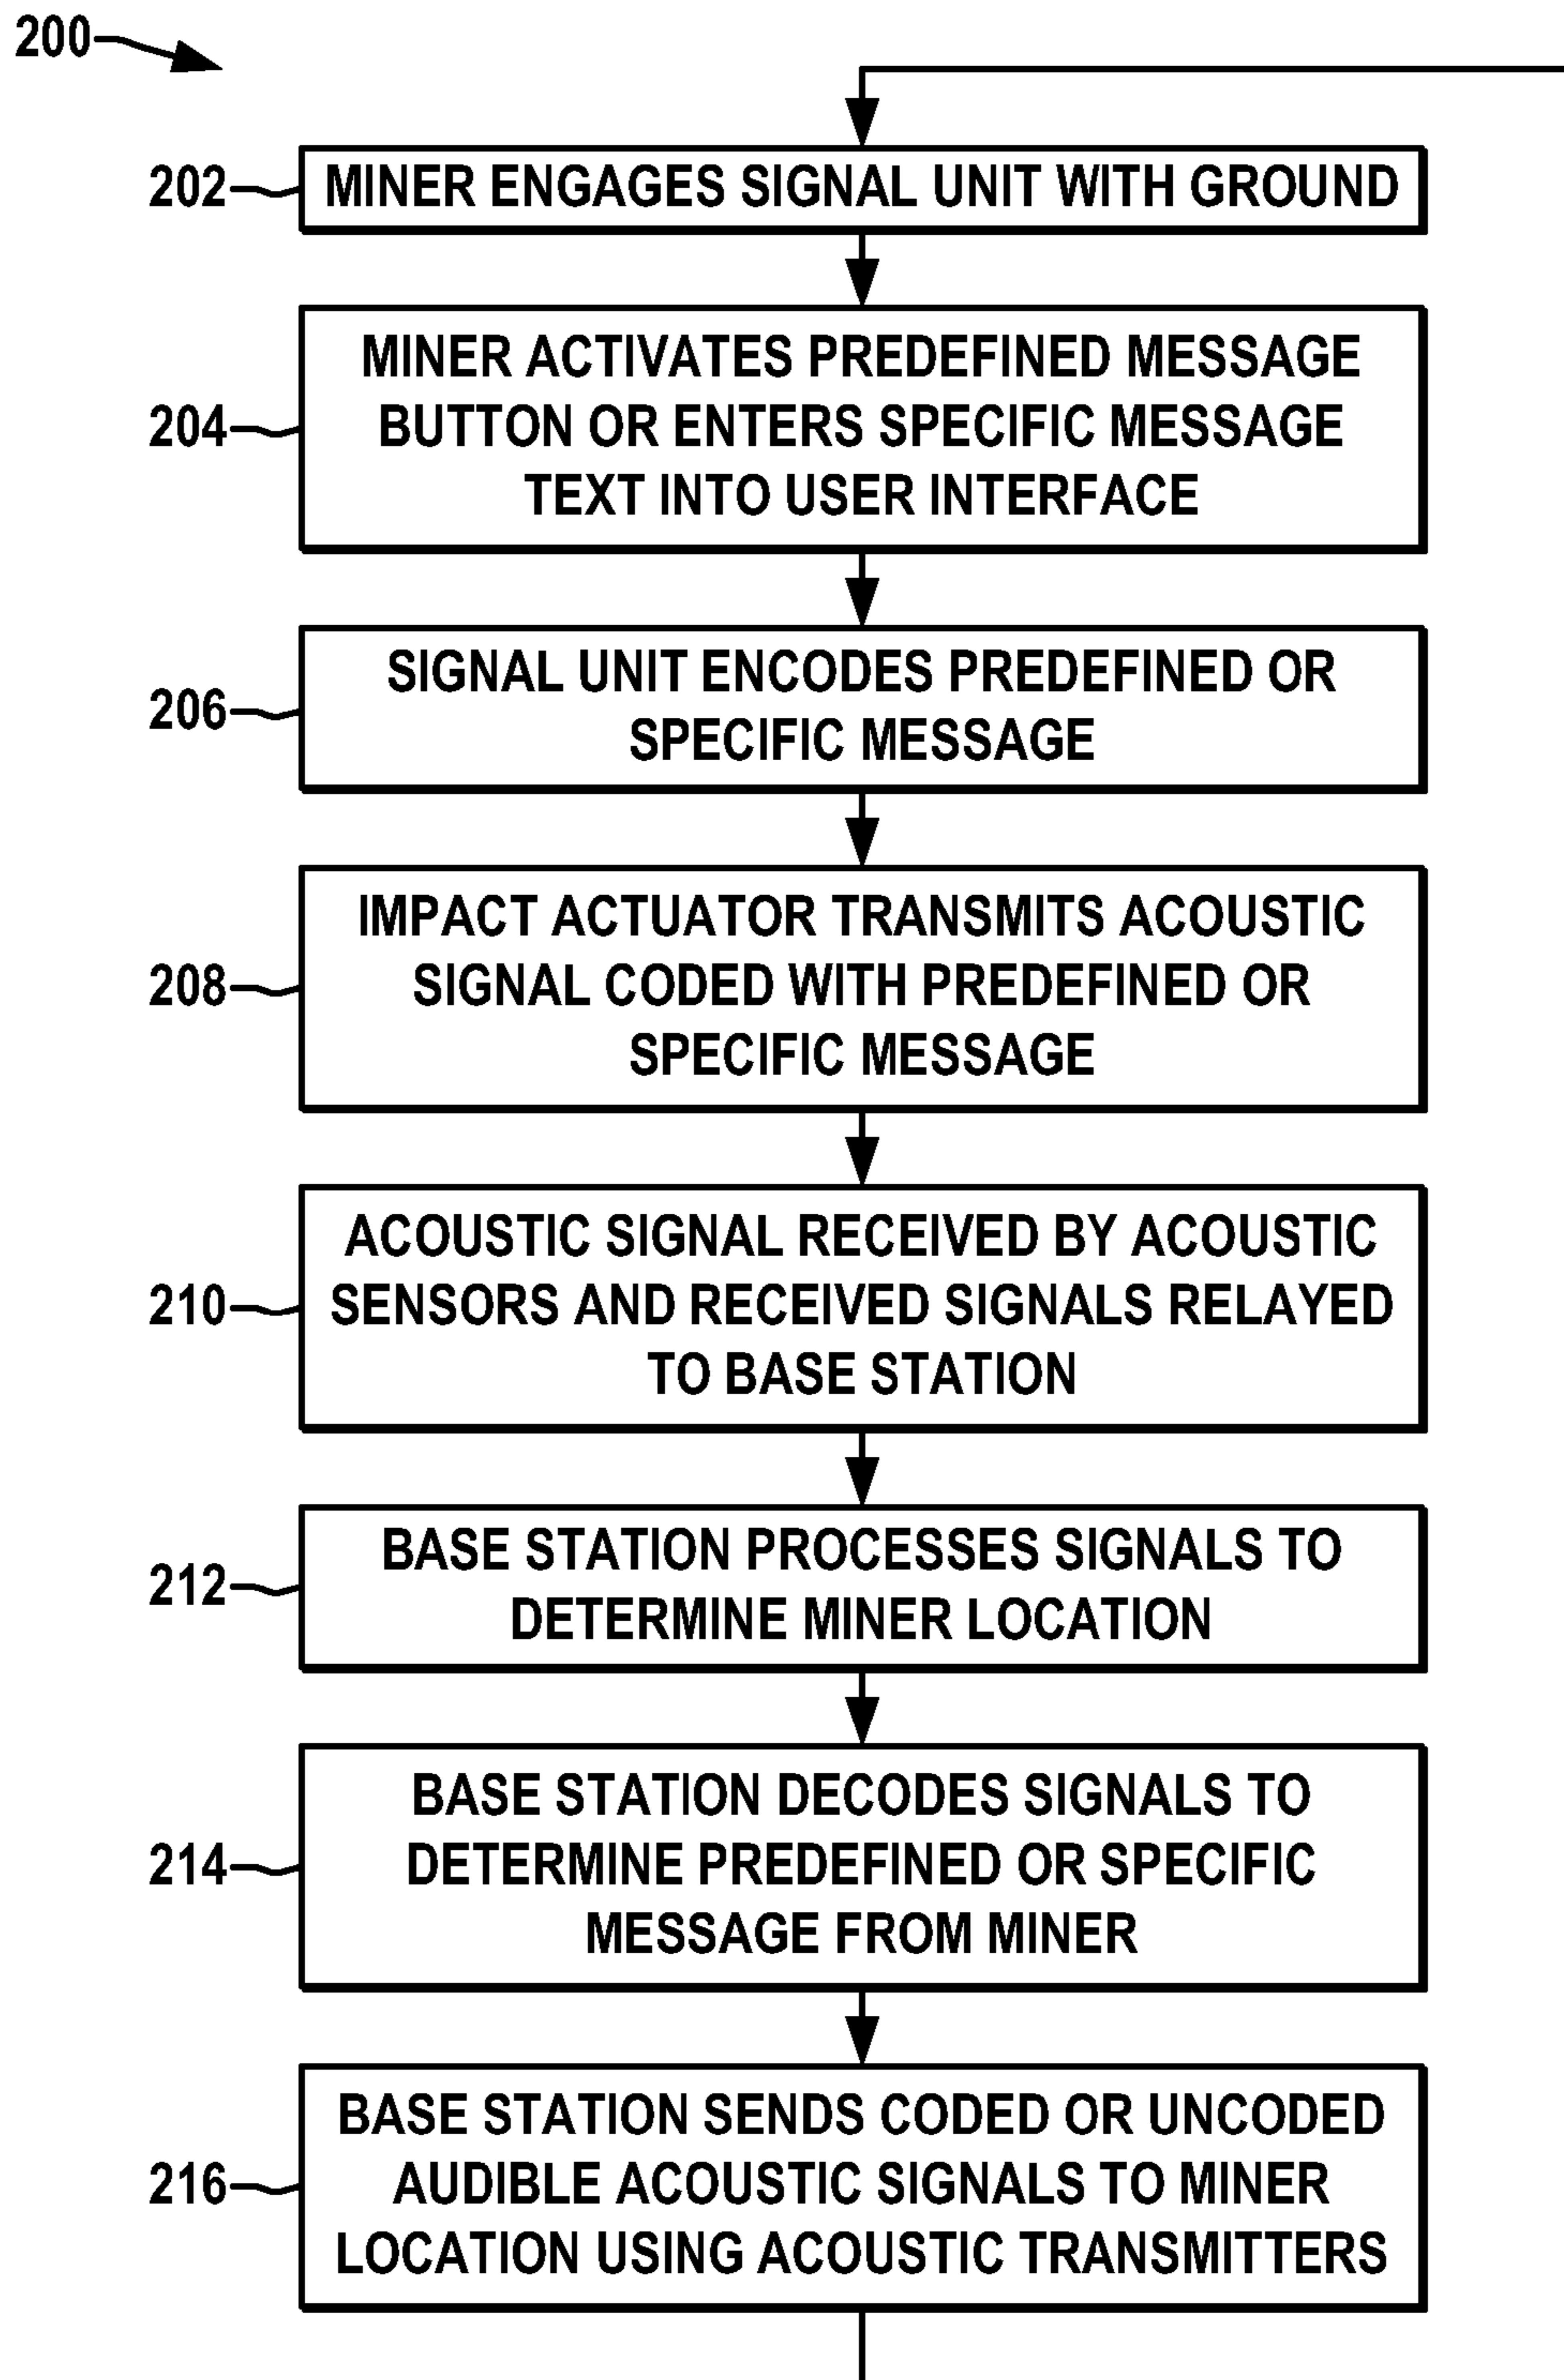 200
202
MINER ENGAGES SIGNAL UNIT WITH GROUND
204
MINER ACTIVATES PREDEFINED MESSAGE
BUTTON OR ENTERS SPECIFIC MESSAGE
TEXT INTO USER INTERFACE
206
SIGNAL UNIT ENCODES PREDEFINED OR
SPECIFIC MESSAGE
208
IMPACT ACTUATOR TRANSMITS ACOUSTIC
SIGNAL CODED WITH PREDEFINED OR
SPECIFIC MESSAGE
210
ACOUSTIC SIGNAL RECEIVED BY ACOUSTIC
SENSORS AND RECEIVED SIGNALS RELAYED
TO BASE STATION
212
BASE STATION PROCESSES SIGNALS TO
DETERMINE MINER LOCATION
214
BASE STATION DECODES SIGNALS TO
DETERMINE PREDEFINED OR SPECIFIC
MESSAGE FROM MINER
216
BASE STATION SENDS CODED OR UNCODED
AUDIBLE ACOUSTIC SIGNALS TO MINER
LOCATION USING ACOUSTIC TRANSMITTERS